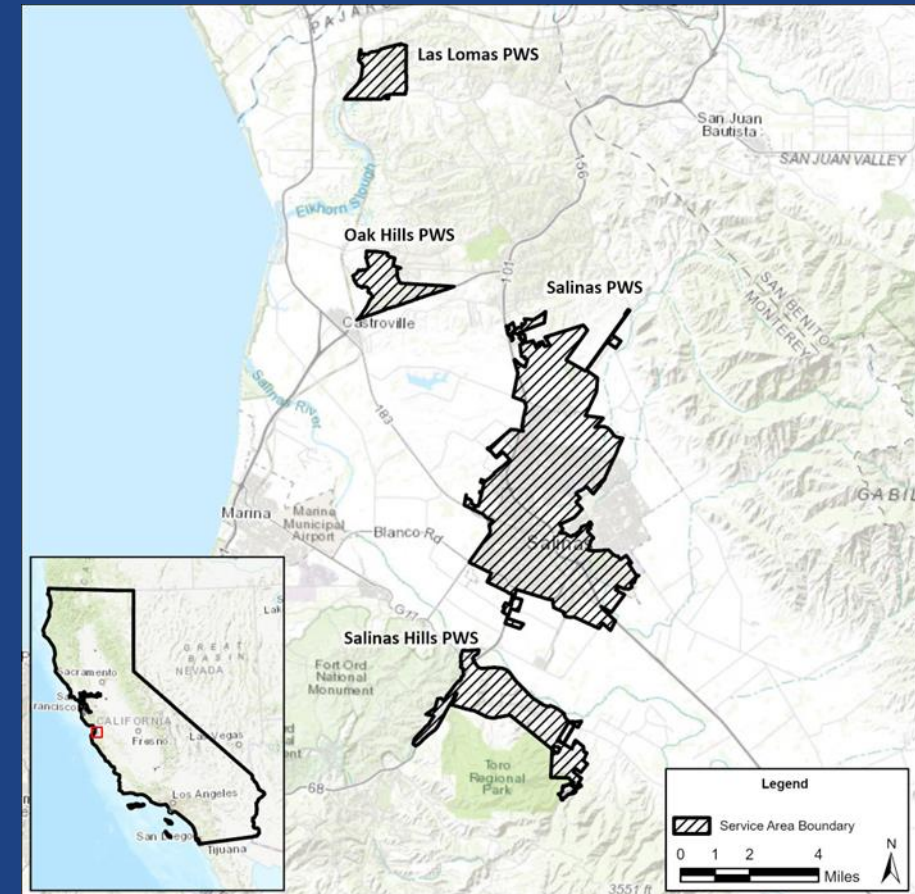 PAJARO
Las Lomas PWS
San Juan
Bautista
SAN JUAN VALLEY
156
Elkhorn Slough
Oak Hills PWS
101
Salinas PWS
SAN BENITO
MONTEREY
Castroville
Salinas River
183
GABIL
Marina
Marina
Municipal
Airport
Blanco Rd
Salinas
G17
Salinas Hills PWS
Fort Ord
National
Monument
Toro
Regional
Park
68
3551 ft
Lak
GREAT
BASIN
NEVADA
Sacramento
San
Francisco
CALIFORNIA
Fresno
Las Vegas
Los Angeles
San Diego
Tijuana
Legend
Service Area Boundary
0 1 2 4
Miles
N